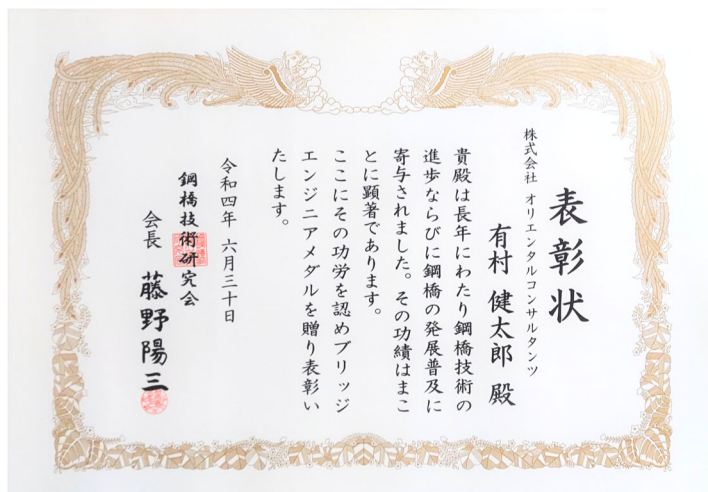 表彰状
株式会社 オリエンタルコンサルタンツ
有村 健太郎 殿
貴殿は長年にわたり鋼橋技術の
進歩ならびに鋼橋の発展普及に
寄与されました。その功績はまこ
とに顕著であります。
ここにその功労を認めブリッジ
エンジニアメダルを贈り表彰い
たします。
令和四年 六月三十日
鋼橋技術研究会
会長 藤野陽三